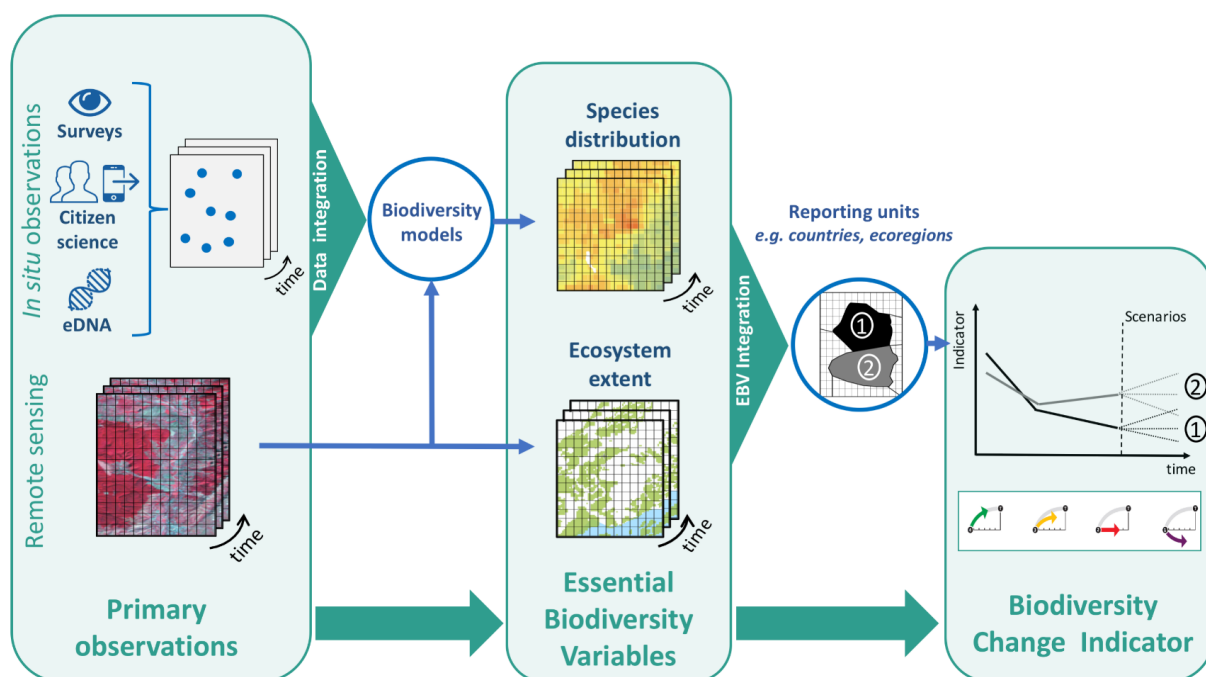 In situ observations
Surveys
Citizen
science
eDNA
time
Remote sensing
time
Primary
observations
Data integration
Biodiversity
models
Species
distribution
time
Ecosystem
extent
time
Essential
Biodiversity
Variables
EBV Integration
Reporting units
e.g. countries, ecoregions
1
2
Indicator
Scenarios
2
1
time
Biodiversity
Change Indicator